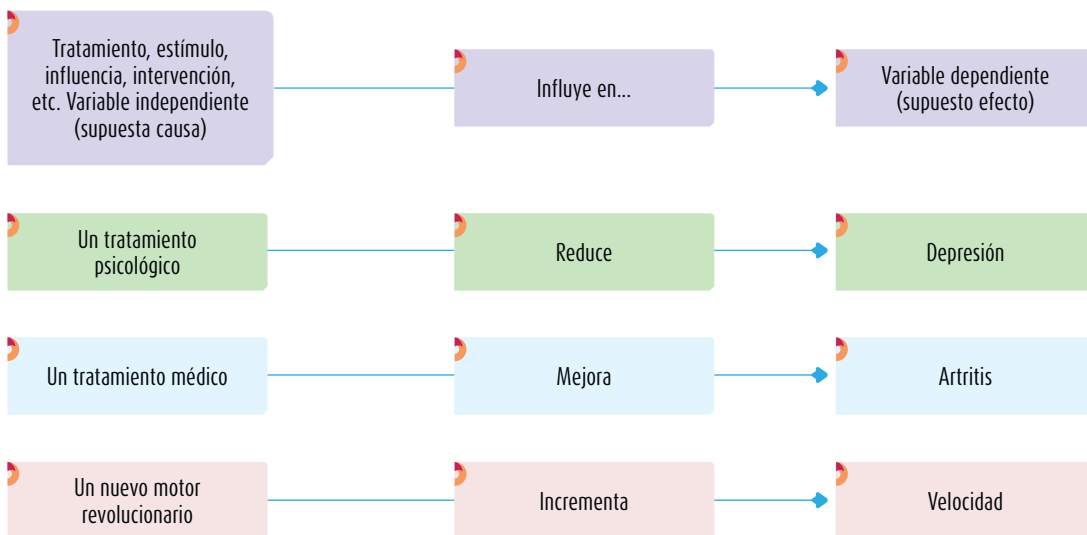 Tratamiento, estímulo,
influencia, intervención,
etc. Variable independiente
(supuesta causa)
Influye en...
Variable dependiente
(supuesto efecto)
Un tratamiento
psicológico
Reduce
Depresión
Un tratamiento médico
Mejora
Artritis
Un nuevo motor
revolucionario
Incrementa
Velocidad